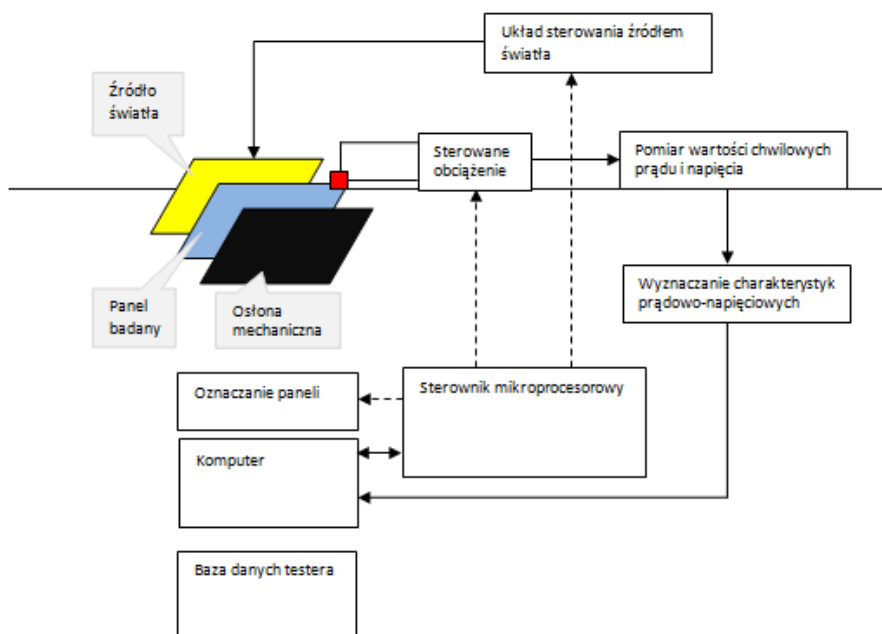 Układ sterowania źródłem
światła
Źródło
światła
Sterowane
obciążenie
Pomiar wartości chwilowych
prądu i napięcia
Wyznaczanie charakterystyk
prądowo-napięciowych
Panel
badany
Osłona
mechaniczna
Oznaczanie paneli
Sterownik mikroprocesorowy
Komputer
Baza danych testera